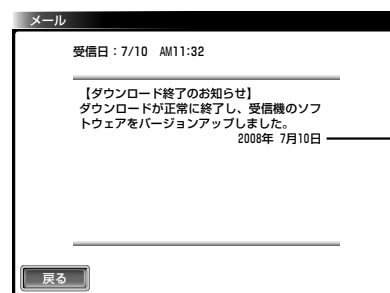 メール
受信日：7/10 AM11:32
【ダウンロード終了のお知らせ】
ダウンロードが正常に終了し、受信機のソフ
トウェアをバージョンアップしました。
2008年 7月10日
戻る